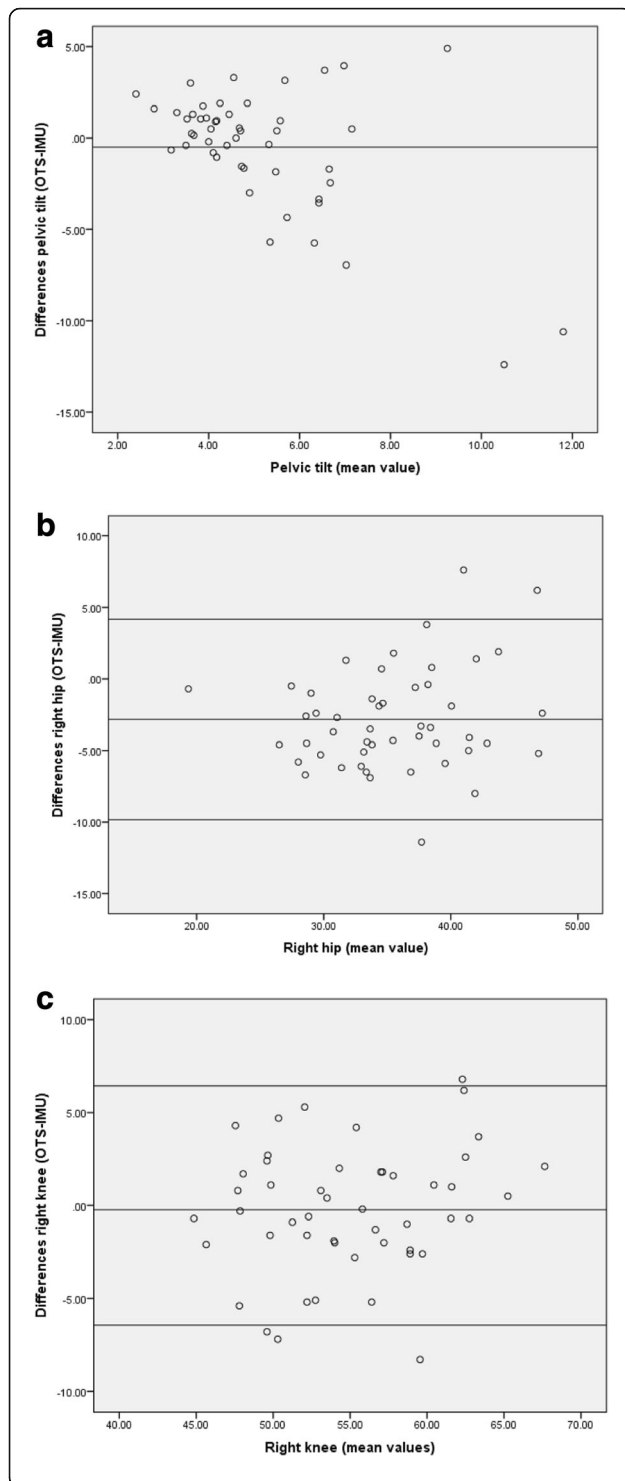 a
5.00
.00
-5.00
-10.00
-15.00
Differences pelvic tilt (OTS-IMU)
2.00 4.00 6.00 8.00 10.00 12.00
Pelvic tilt (mean value)
b
10.00
5.00
.00
-5.00
-10.00
-15.00
Differences right hip (OTS-IMU)
20.00 30.00 40.00 50.00
Right hip (mean value)
c
10.00
5.00
.00
-5.00
-10.00
Differences right knee (OTS-IMU)
40.00 45.00 50.00 55.00 60.00 65.00 70.00
Right knee (mean values)